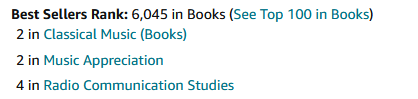 Best Sellers Rank: 6,045 in Books (See Top 100 in Books)
2 in Classical Music (Books)
2 in Music Appreciation
4 in Radio Communication Studies